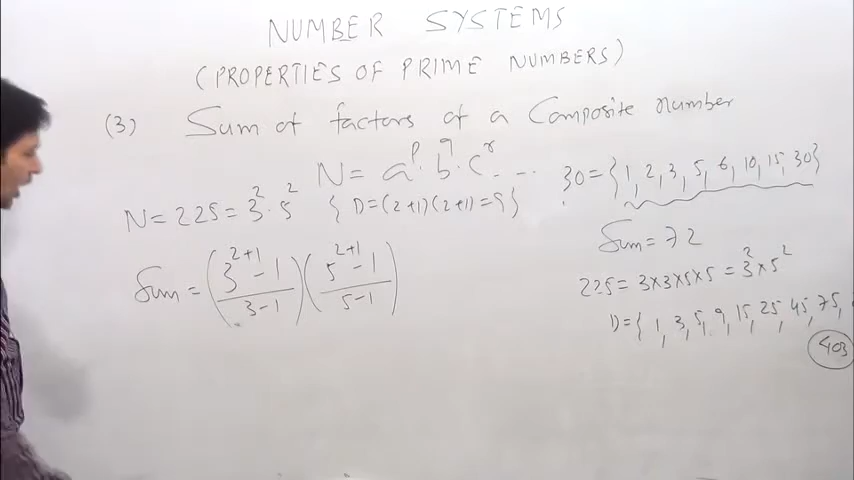 NUMBER SYSTEMS
(PROPERTIES OF PRIME NUMBERS)
(3) Sum of factors of a Composite number
N = a^p . b^q . c^r . - - -
30 = {1, 2, 3, 5, 6, 10, 15, 30}
N = 225 = 3^2 . 5^2 { D = (2+1)(2+1) = 9}
Sum = 72
Sum = (3^(2+1) - 1 / 3-1) (5^(2+1) - 1 / 5-1)
225 = 3×3×5×5 = 3^2 × 5^2
D = { 1, 3, 5, 9, 15, 25, 45, 75,
403